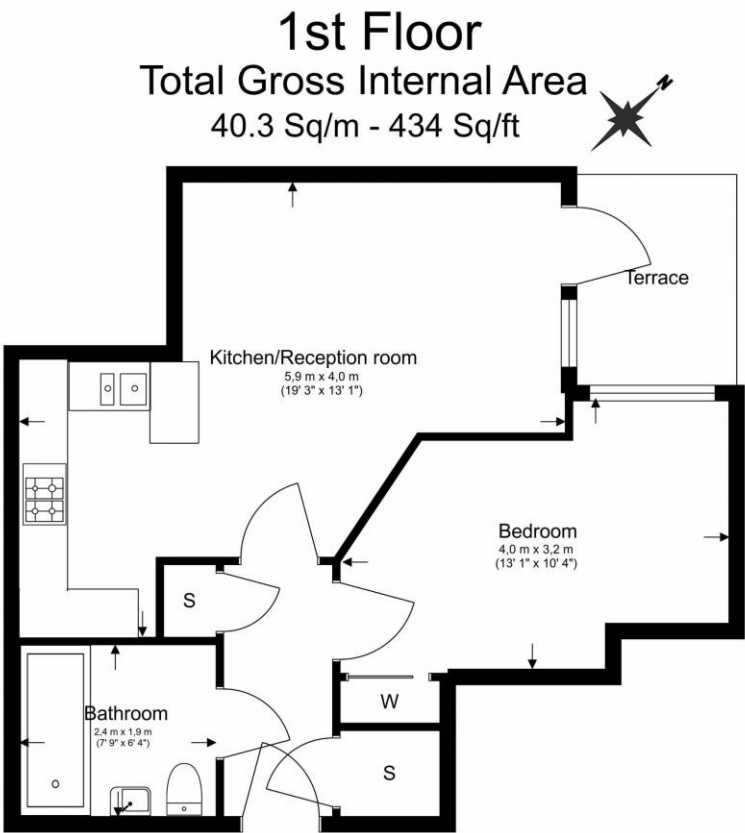 1st Floor
Total Gross Internal Area
40.3 Sq/m - 434 Sq/ft
N
Terrace
Kitchen/Reception room
5,9 m x 4,0 m
(19' 3" x 13' 1")
Bedroom
4,0 m x 3,2 m
(13' 1" x 10' 4")
S
W
Bathroom
2,4 m x 1,9 m
(7' 9" x 6' 4")
S